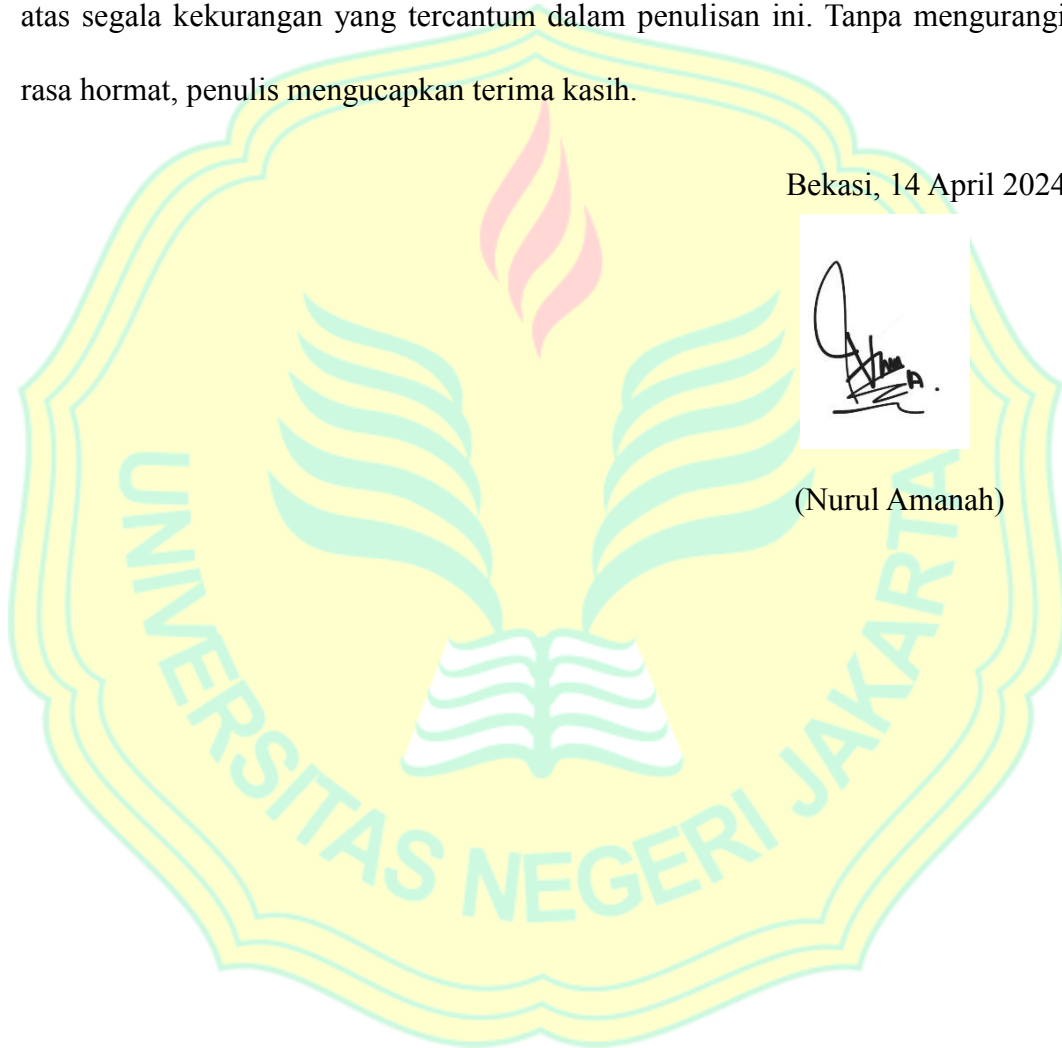 atas segala kekurangan yang tercantum dalam penulisan ini. Tanpa mengurangi
rasa hormat, penulis mengucapkan terima kasih.
Bekasi, 14 April 2024
(Nurul Amanah)
UNIVERSITAS NEGERI JAKARTA